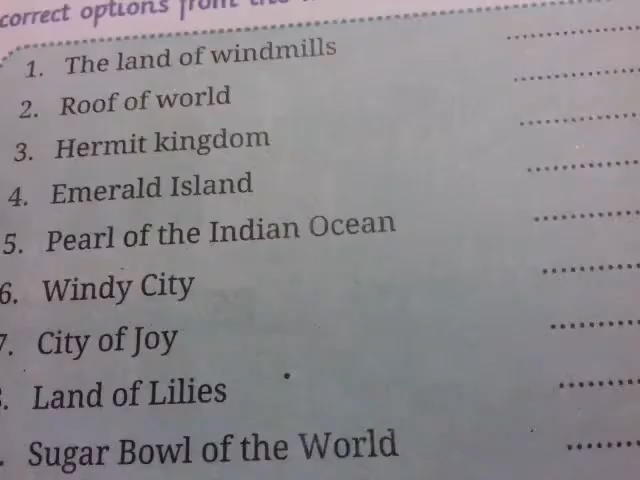 correct options from
1. The land of windmills
2. Roof of world
3. Hermit kingdom
4. Emerald Island
5. Pearl of the Indian Ocean
6. Windy City
7. City of Joy
. Land of Lilies
. Sugar Bowl of the World